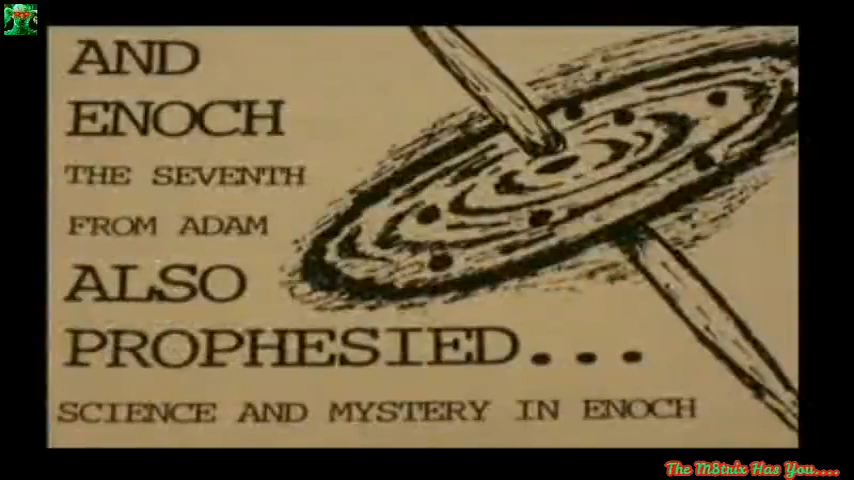 AND
ENOCH
THE SEVENTH
FROM ADAM
ALSO
PROPHESIED...
SCIENCE AND MYSTERY IN ENOCH
The M8trix Has You....